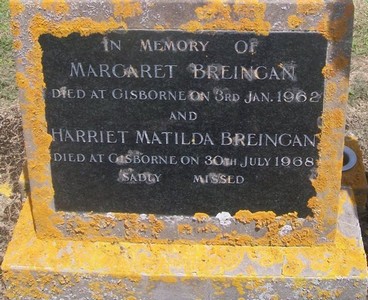 IN MEMORY OF
MARGARET BREINGAN
DIED AT GISBORNE ON 3RD JAN. 1962
AND
HARRIET MATILDA BREINGAN
DIED AT GISBORNE ON 30TH JULY 1968
SADLY MISSED